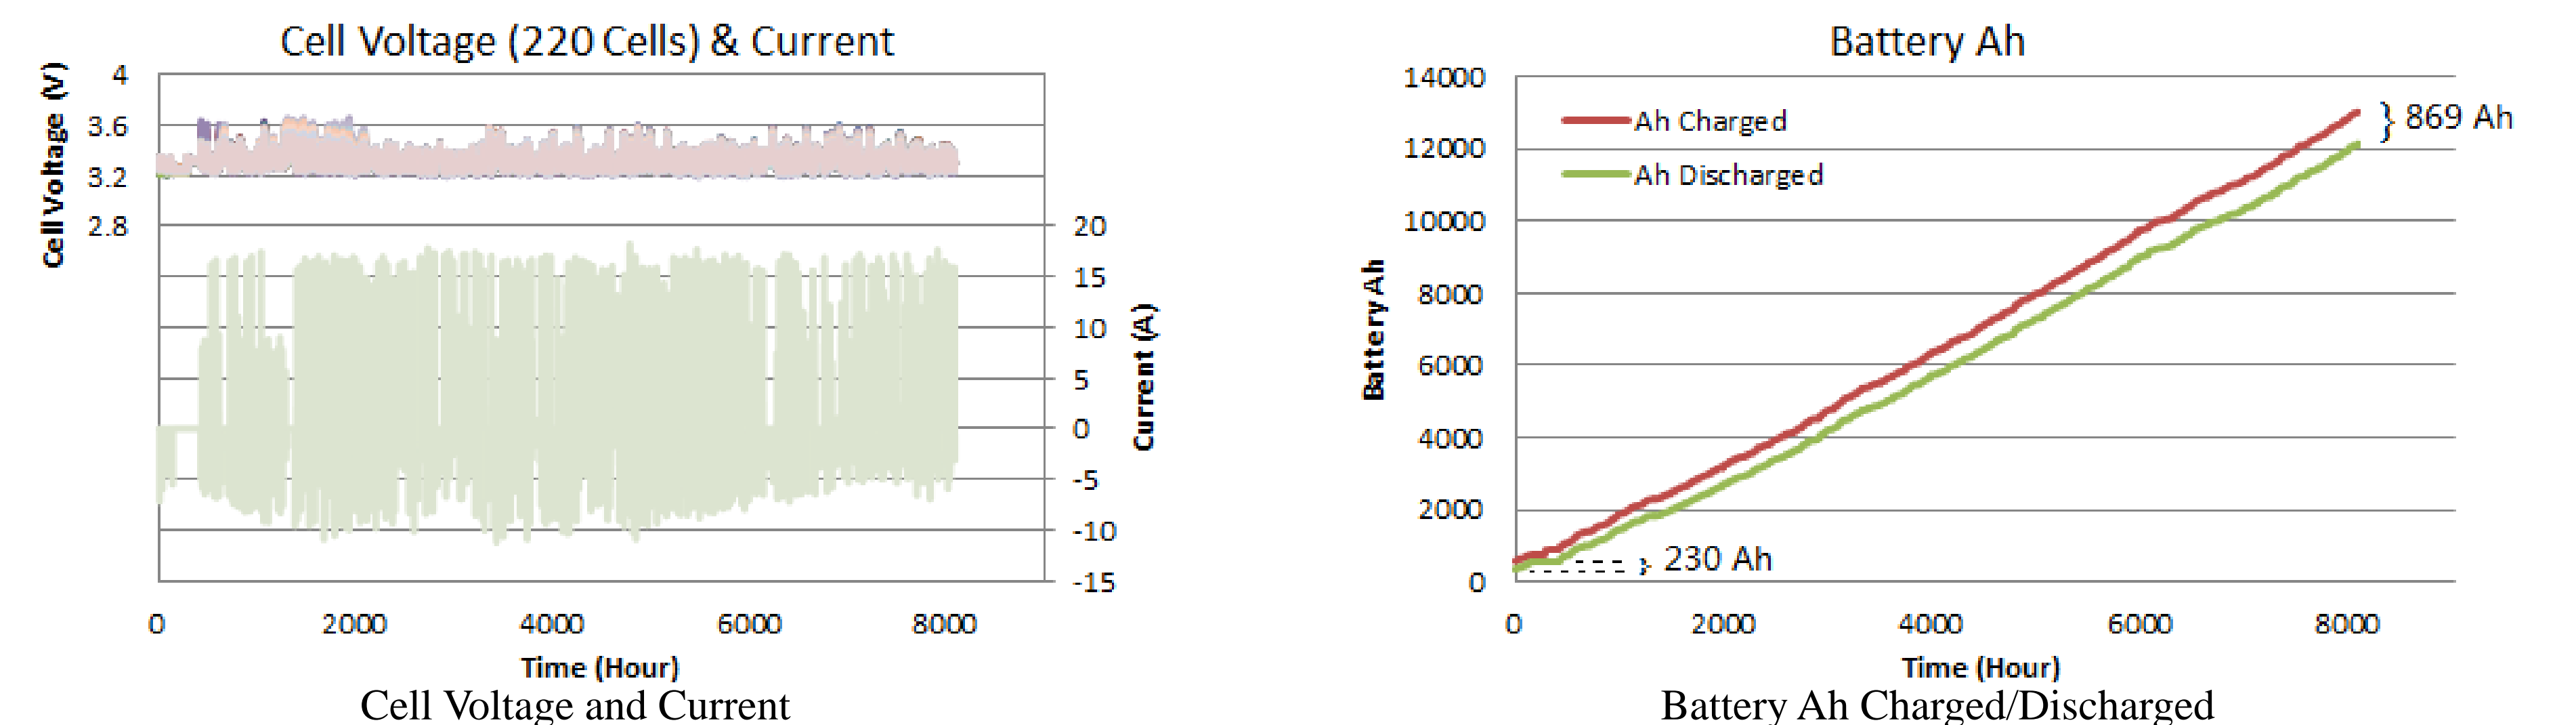 Cell Voltage (220 Cells) & Current
Cell Voltage (V)
4
3.6
3.2
2.8
20
15
10
5
0
-5
-10
-15
Current (A)
0 2000 4000 6000 8000
Time (Hour)
Cell Voltage and Current
Battery Ah
Battery Ah
14000
12000
10000
8000
6000
4000
2000
0
Ah Charged
Ah Discharged
} 869 Ah
} 230 Ah
0 2000 4000 6000 8000
Time (Hour)
Battery Ah Charged/Discharged